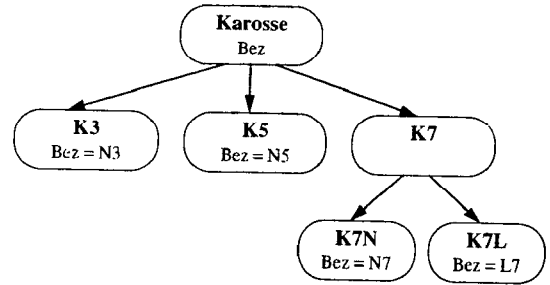 Karosse
Bez
K3
Bez = N3
K5
Bez = N5
K7
K7N
Bez = N7
K7L
Bez = L7